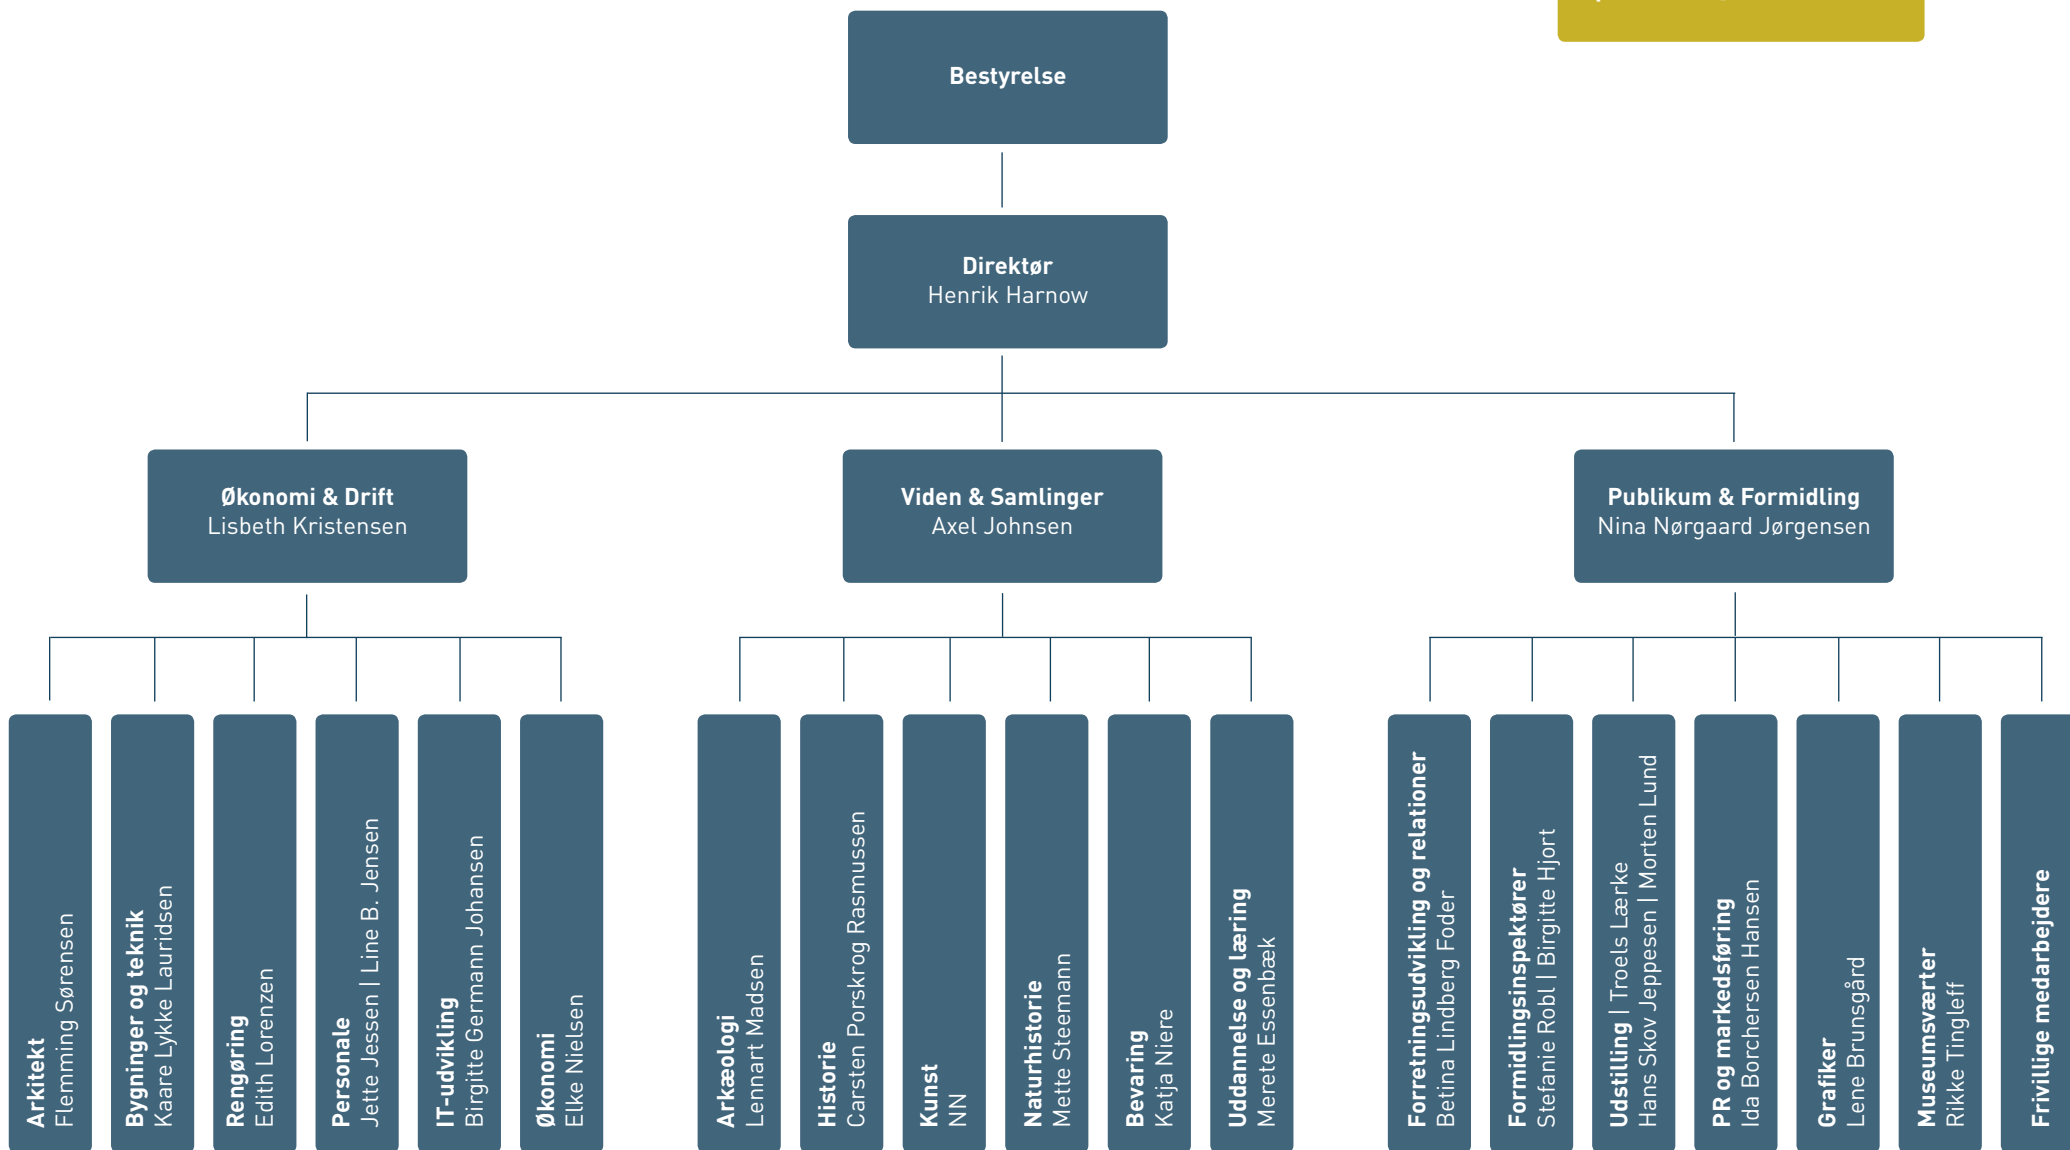 Bestyrelse
Direktør
Henrik Harnow
Økonomi & Drift
Lisbeth Kristensen
Viden & Samlinger
Axel Johnsen
Publikum & Formidling
Nina Nørgaard Jørgensen
Arkitekt
Flemming Sørensen
Bygninger og teknik
Kaare Lykke Lauridsen
Rengøring
Edith Lorenzen
Personale
Jette Jessen | Line B. Jensen
IT-udvikling
Birgitte Germann Johansen
Økonomi
Elke Nielsen
Arkæologi
Lennart Madsen
Historie
Carsten Porskrog Rasmussen
Kunst
NN
Naturhistorie
Mette Steemann
Bevaring
Katja Niere
Uddannelse og læring
Merete Essenbæk
Forretningsudvikling og relationer
Betina Lindberg Foder
Formidlingsinspektører
Stefanie Robl | Birgitte Hjort
Udstilling | Troels Lærke
Hans Skov Jeppesen | Morten Lund
PR og markedsføring
Ida Borchersen Hansen
Grafiker
Lene Brunsgård
Museumsværter
Rikke Tingleff
Frivillige medarbejdere